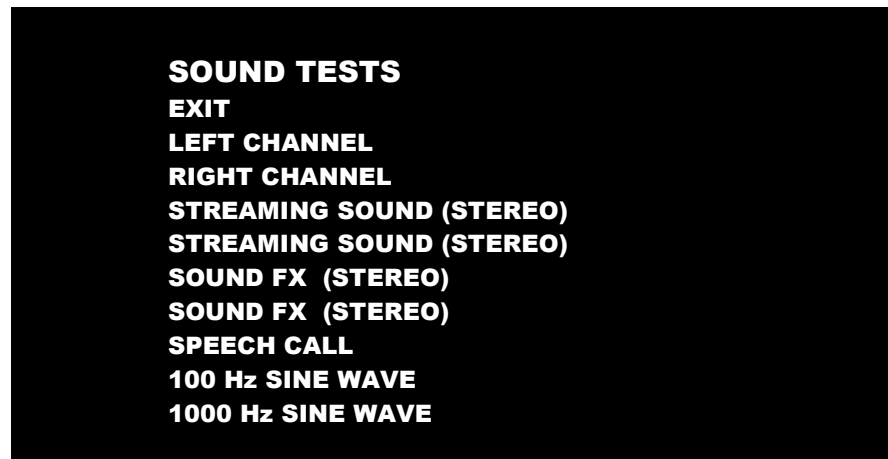 SOUND TESTS
EXIT
LEFT CHANNEL
RIGHT CHANNEL
STREAMING SOUND (STEREO)
STREAMING SOUND (STEREO)
SOUND FX  (STEREO)
SOUND FX  (STEREO)
SPEECH CALL
100 Hz SINE WAVE
1000 Hz SINE WAVE